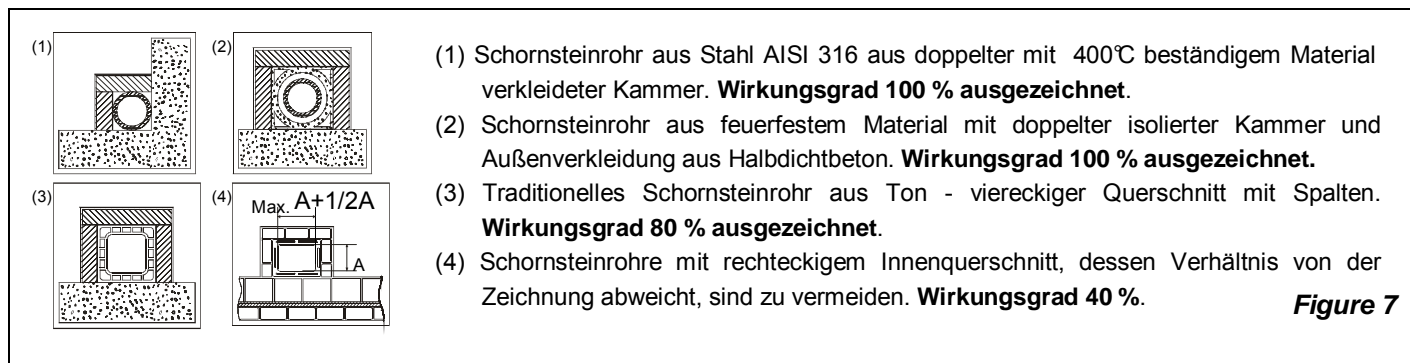 (1)
(2)
(3)
(4)
Max. A+1/2A
A
(1) Schornsteinrohr aus Stahl AISI 316 aus doppelter mit 400℃ beständigem Material
verkleideter Kammer. Wirkungsgrad 100 % ausgezeichnet.
(2) Schornsteinrohr aus feuerfestem Material mit doppelter isolierter Kammer und
Außenverkleidung aus Halbdichtbeton. Wirkungsgrad 100 % ausgezeichnet.
(3) Traditionelles Schornsteinrohr aus Ton - viereckiger Querschnitt mit Spalten.
Wirkungsgrad 80 % ausgezeichnet.
(4) Schornsteinrohre mit rechteckigem Innenquerschnitt, dessen Verhältnis von der
Zeichnung abweicht, sind zu vermeiden. Wirkungsgrad 40 %.
Figure 7